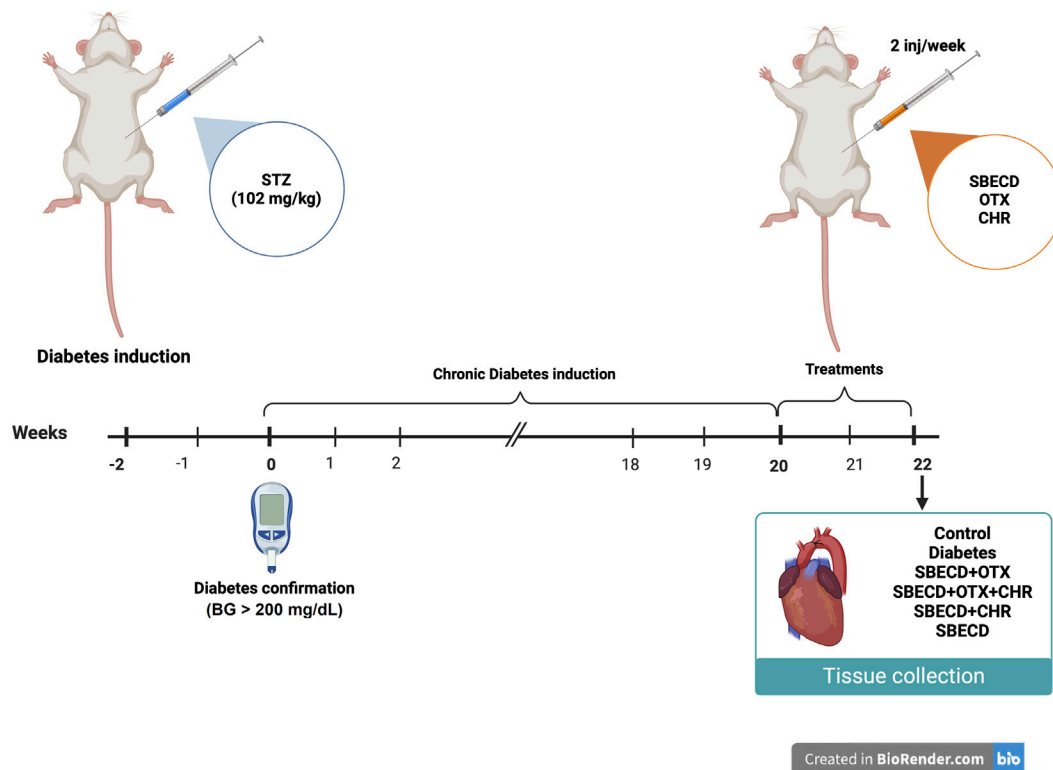 2 inj/week
STZ
(102 mg/kg)
SBECD
OTX
CHR
Diabetes induction
Chronic Diabetes induction
Treatments
Weeks
-2 -1 0 1 2 18 19 20 21 22
Diabetes confirmation
(BG > 200 mg/dL)
Control
Diabetes
SBECD+OTX
SBECD+OTX+CHR
SBECD+CHR
SBECD
Tissue collection
Created in BioRender.com bio